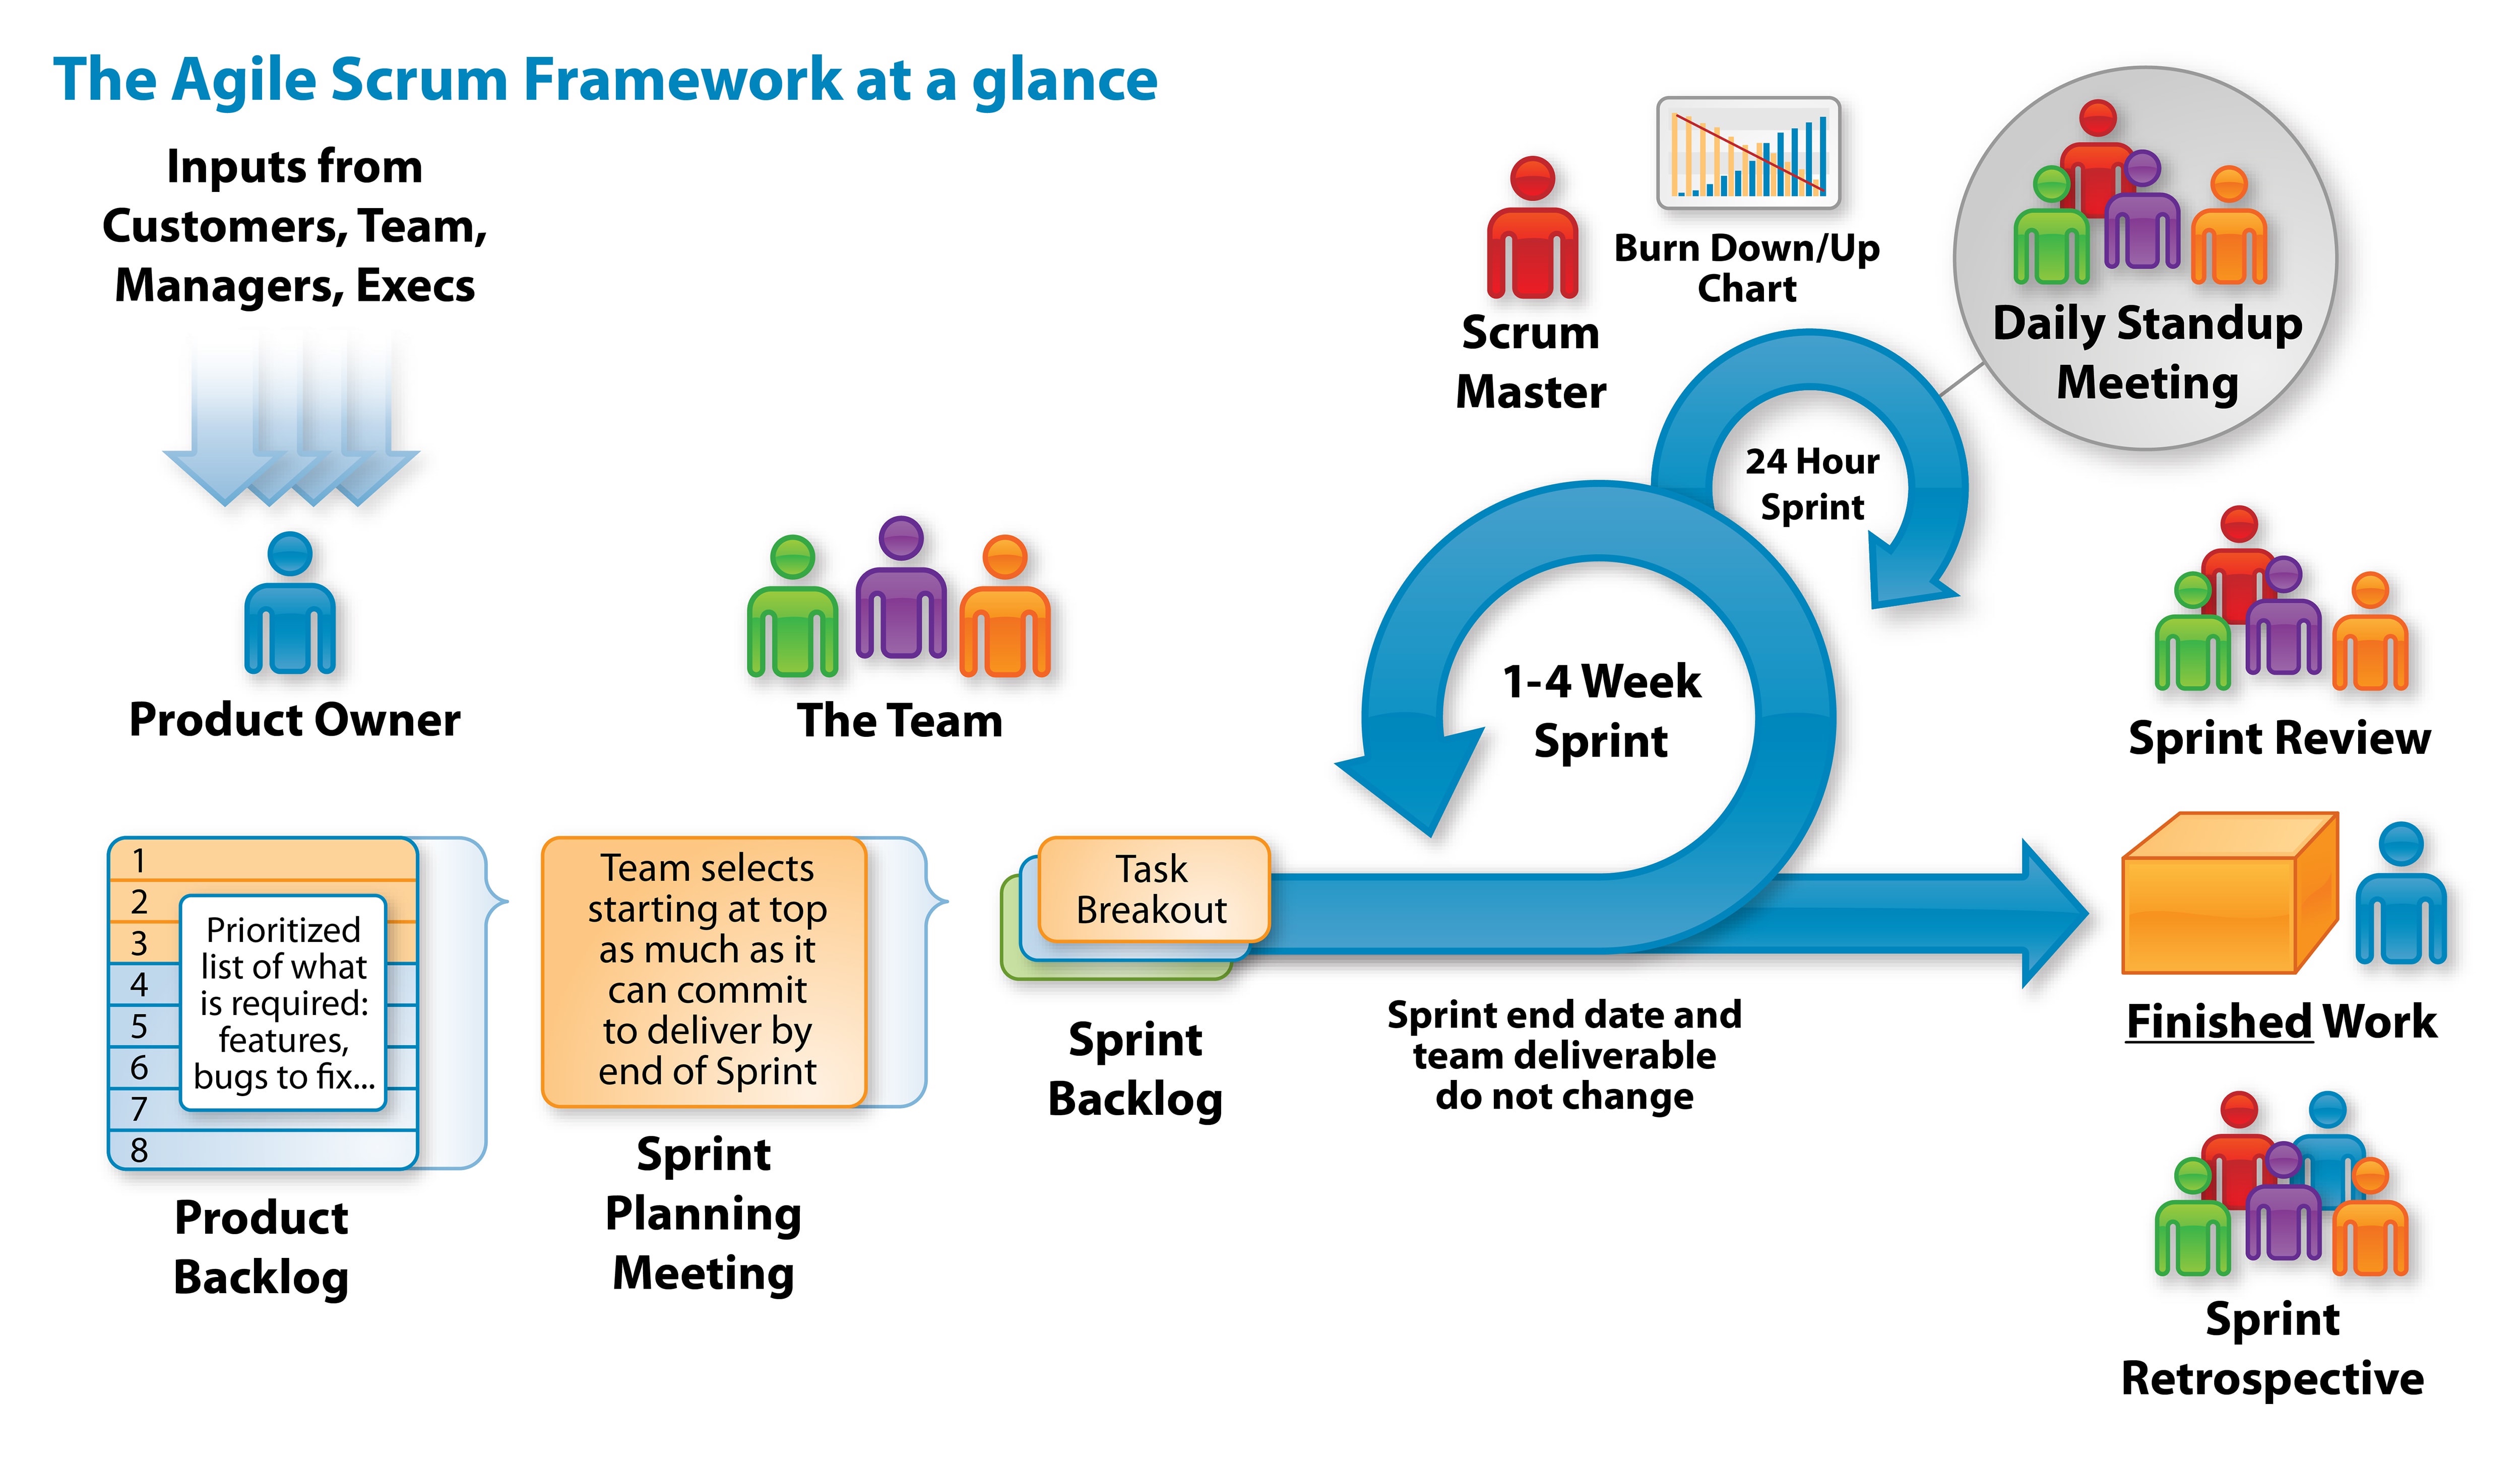 The Agile Scrum Framework at a glance
Inputs from
Customers, Team,
Managers, Execs
Product Owner
The Team
Scrum
Master
Burn Down/Up
Chart
Daily Standup
Meeting
24 Hour
Sprint
1-4 Week
Sprint
Sprint Review
1
2
3
4
5
6
7
8
Prioritized
list of what
is required:
features,
bugs to fix...
Product
Backlog
Team selects
starting at top
as much as it
can commit
to deliver by
end of Sprint
Sprint
Planning
Meeting
Task
Breakout
Sprint
Backlog
Sprint end date and
team deliverable
do not change
Finished Work
Sprint
Retrospective